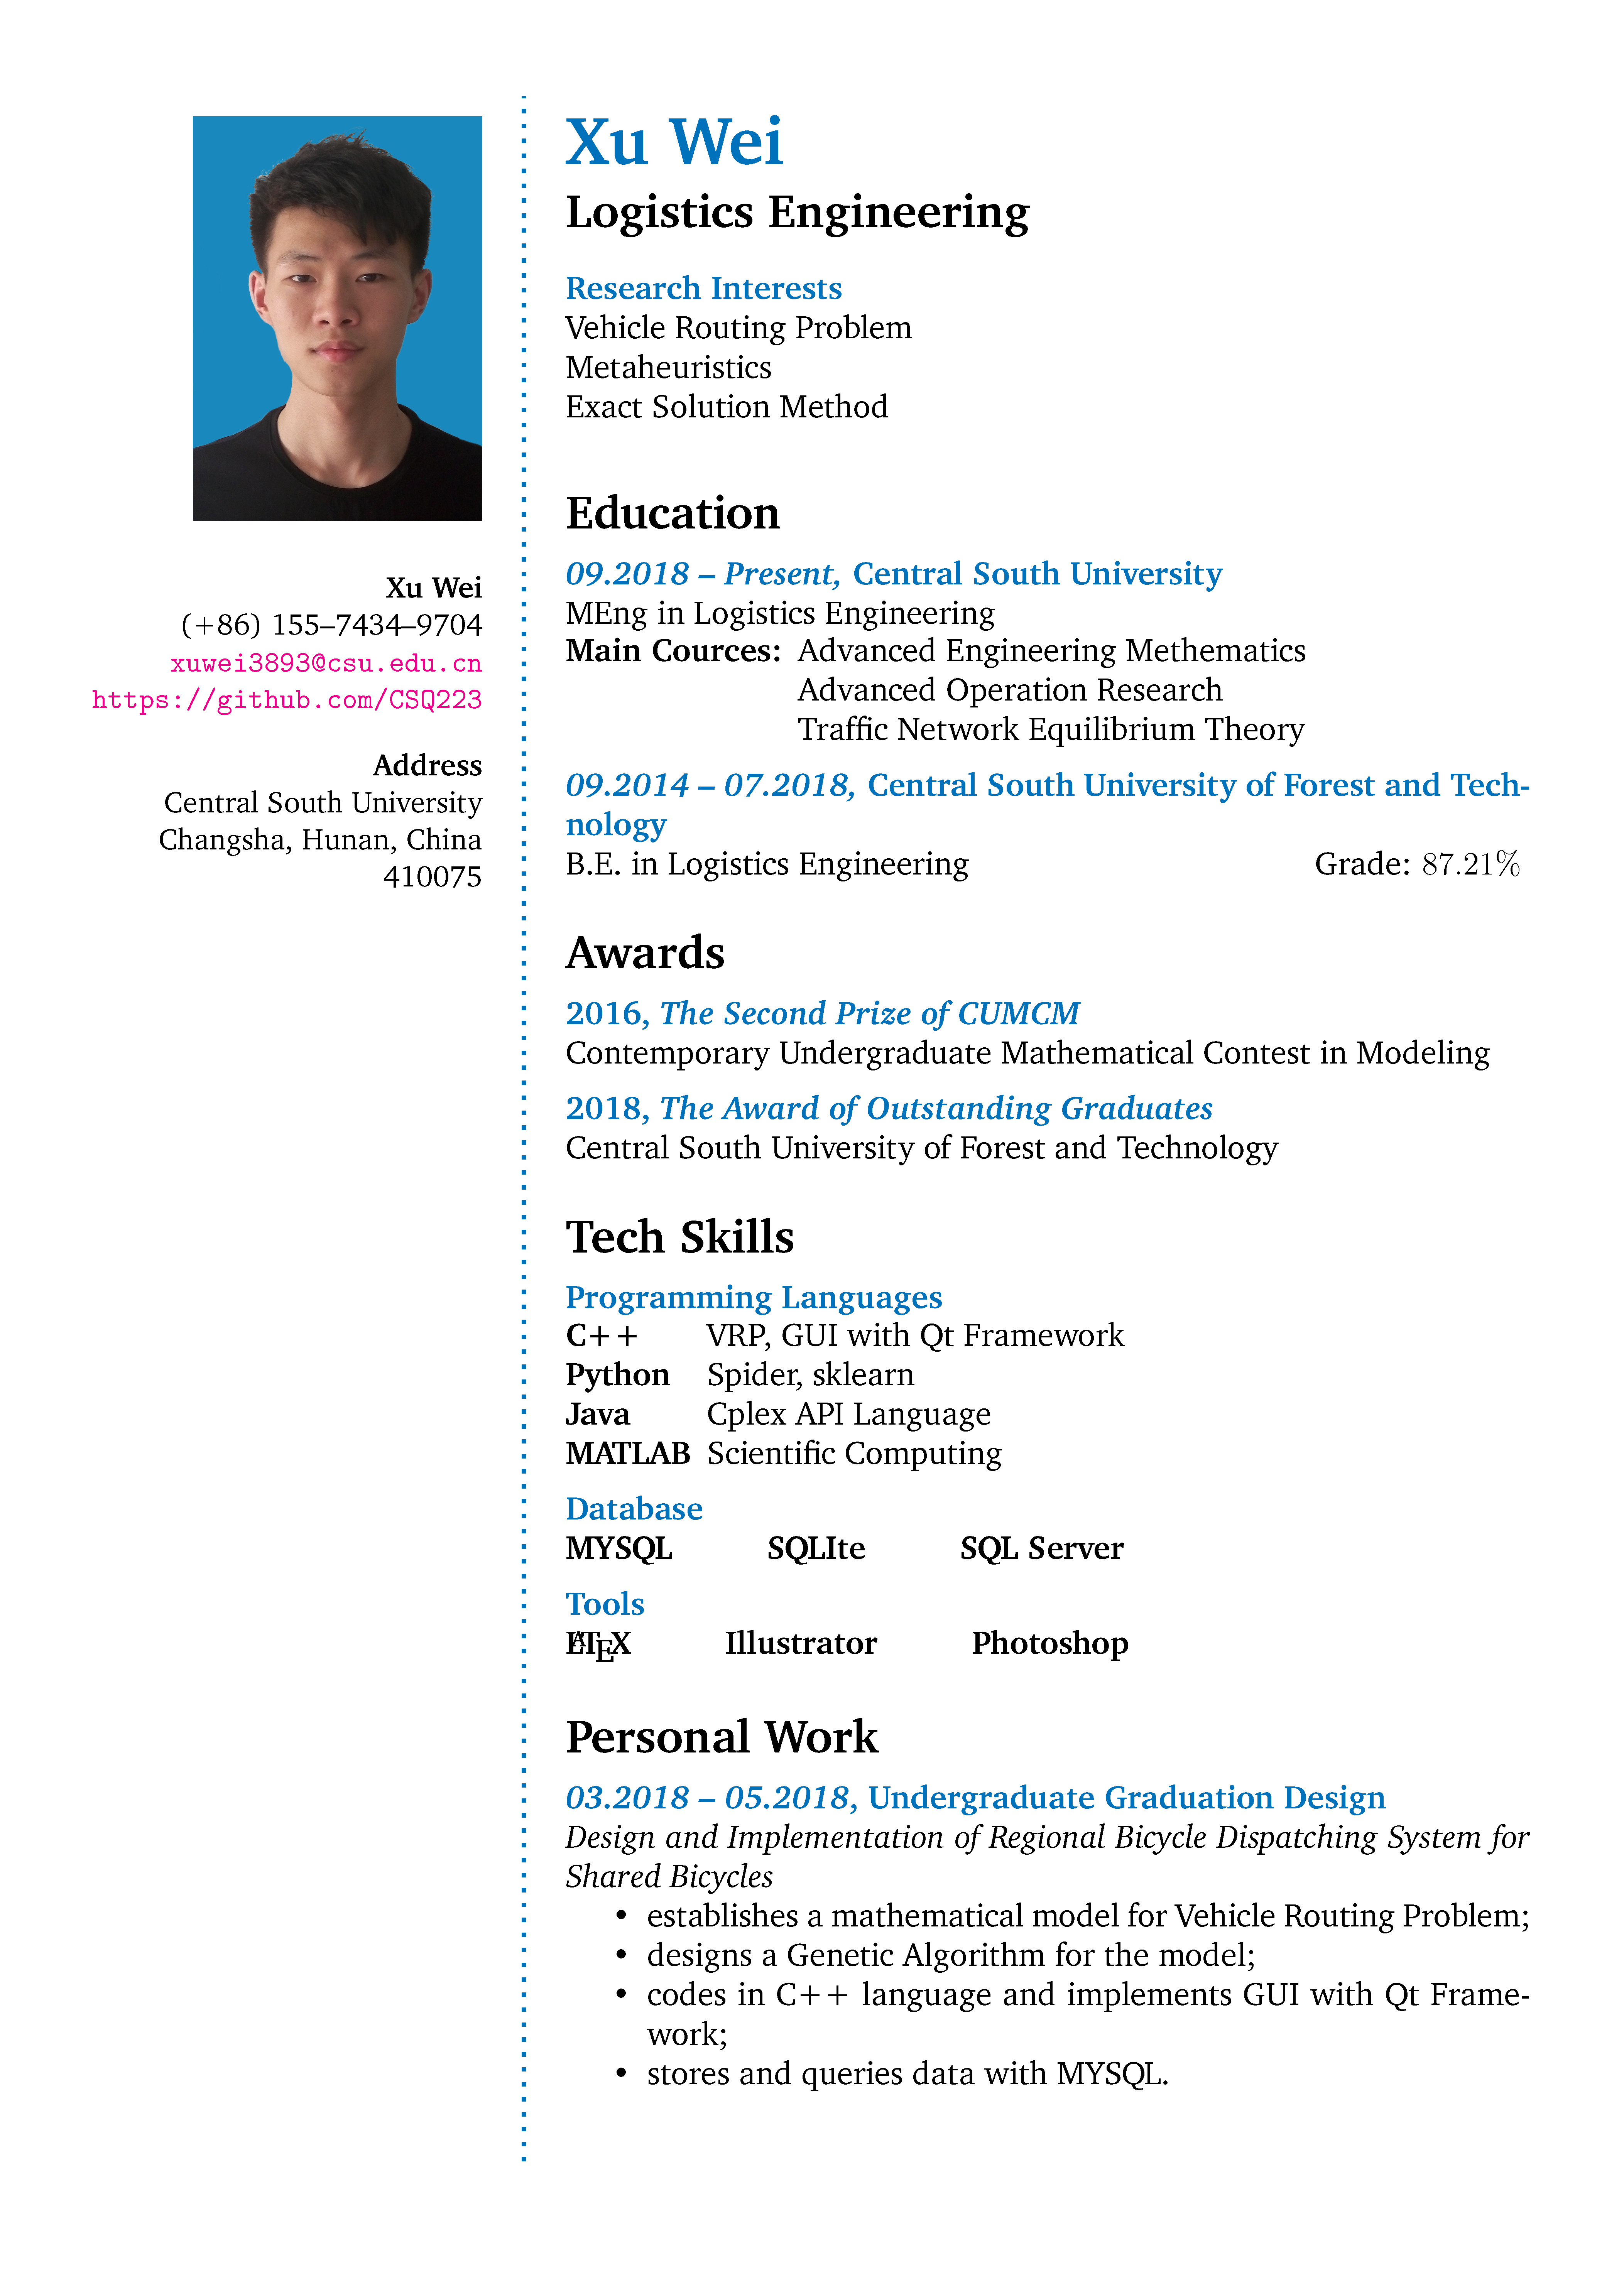 Xu Wei
(+86) 155–7434–9704
xuwei3893@csu.edu.cn
https://github.com/CSQ223
Address
Central South University
Changsha, Hunan, China
410075
Xu Wei
Logistics Engineering
Research Interests
Vehicle Routing Problem
Metaheuristics
Exact Solution Method
Education
09.2018 – Present, Central South University
MEng in Logistics Engineering
Main Cources: Advanced Engineering Methematics
Advanced Operation Research
Traffic Network Equilibrium Theory
09.2014 – 07.2018, Central South University of Forest and Tech-
nology
B.E. in Logistics Engineering Grade: 87.21%
Awards
2016, The Second Prize of CUMCM
Contemporary Undergraduate Mathematical Contest in Modeling
2018, The Award of Outstanding Graduates
Central South University of Forest and Technology
Tech Skills
Programming Languages
C++ VRP, GUI with Qt Framework
Python Spider, sklearn
Java Cplex API Language
MATLAB Scientific Computing
Database
MYSQL SQLIte SQL Server
Tools
LATEX Illustrator Photoshop
Personal Work
03.2018 – 05.2018, Undergraduate Graduation Design
Design and Implementation of Regional Bicycle Dispatching System for
Shared Bicycles
• establishes a mathematical model for Vehicle Routing Problem;
• designs a Genetic Algorithm for the model;
• codes in C++ language and implements GUI with Qt Frame-
work;
• stores and queries data with MYSQL.